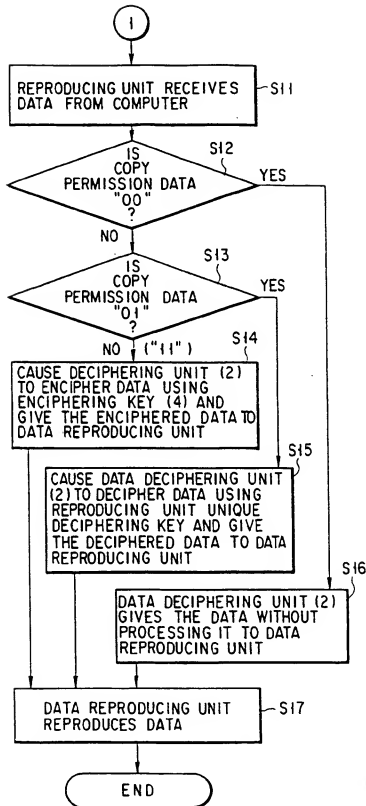 1
REPRODUCING UNIT RECEIVES
DATA FROM COMPUTER
S11
IS
COPY
PERMISSION DATA
"00"
?
S12
YES
NO
IS
COPY
PERMISSION DATA
"01"
?
S13
YES
NO ("11")
S14
CAUSE DECIPHERING UNIT (2)
TO ENCIPHER DATA USING
ENCIPHERING KEY (4) AND
GIVE THE ENCIPHERED DATA TO
DATA REPRODUCING UNIT
S15
CAUSE DATA DECIPHERING UNIT
(2) TO DECIPHER DATA USING
REPRODUCING UNIT UNIQUE
DECIPHERING KEY AND GIVE
THE DECIPHERED DATA TO DATA
REPRODUCING UNIT
S16
DATA DECIPHERING UNIT (2)
GIVES THE DATA WITHOUT
PROCESSING IT TO DATA
REPRODUCING UNIT
DATA REPRODUCING UNIT
REPRODUCES DATA
S17
END